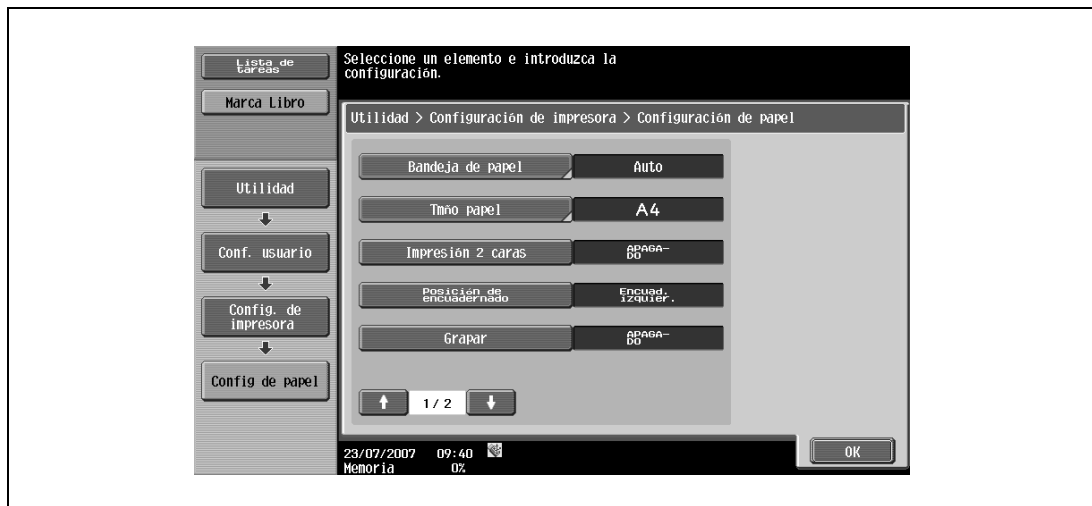 Lista de
tareas
Marca Libro
Utilidad
Conf. usuario
Config. de
impresora
Config de papel
Seleccione un elemento e introduzca la
configuración.
Utilidad > Configuración de impresora > Configuración de papel
Bandeja de papel
Auto
Tmño papel
A4
Impresión 2 caras
APAGA-
DO
Posición de
encuadernado
Encuad.
izquier.
Grapar
APAGA-
DO
1/ 2
23/07/2007 09:40
Memoria 0%
OK